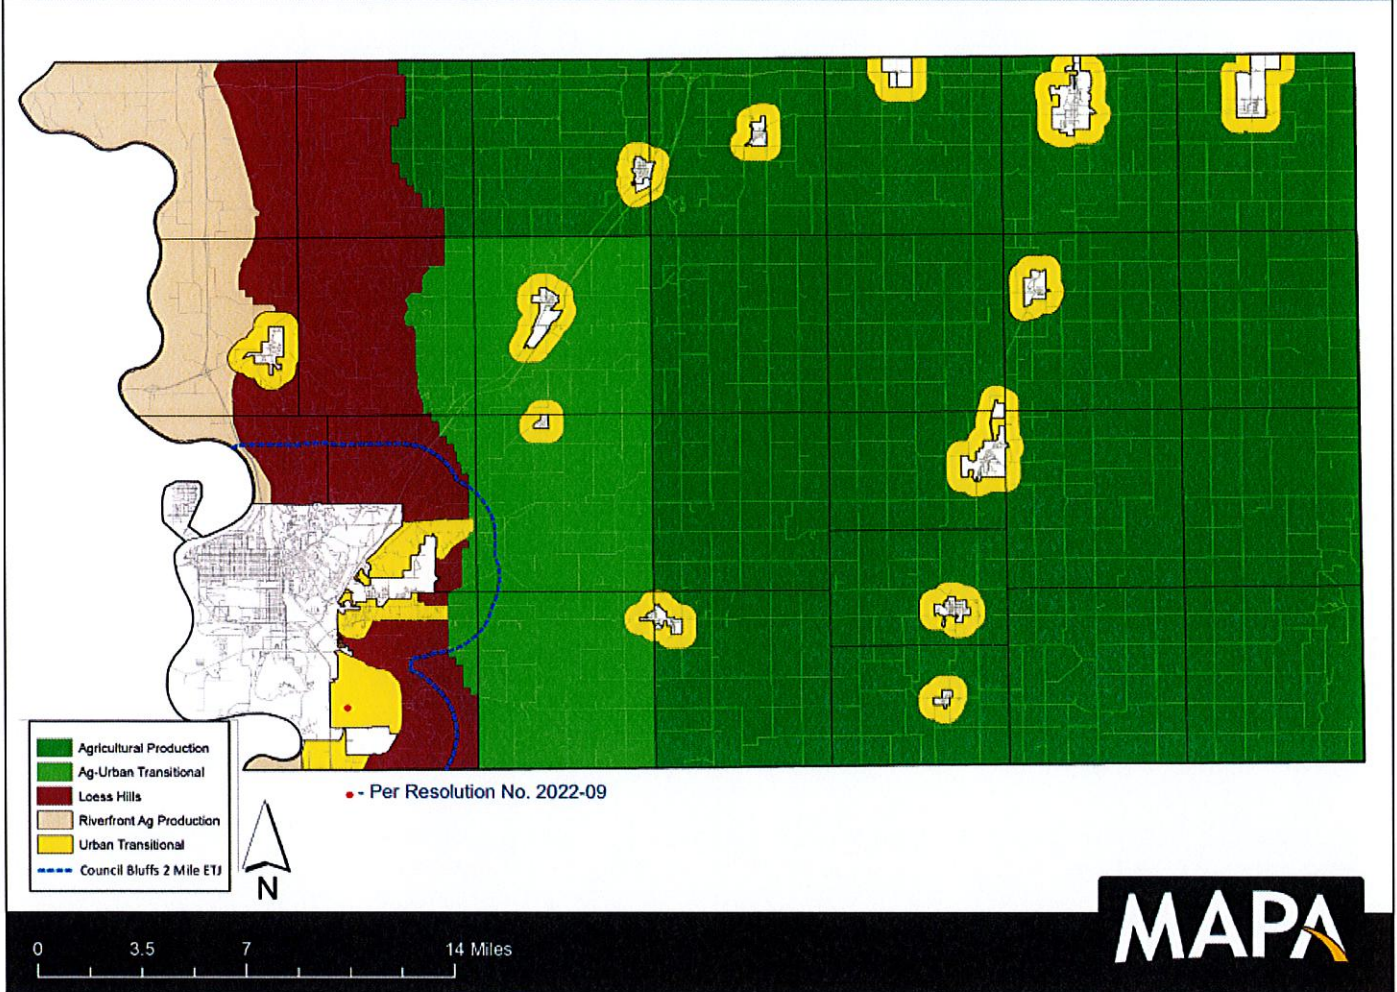 Agricultural Production
Ag-Urban Transitional
Loess Hills
Riverfront Ag Production
Urban Transitional
Council Bluffs 2 Mile ETJ
- Per Resolution No. 2022-09
N
0 3.5 7 14 Miles
MAPA